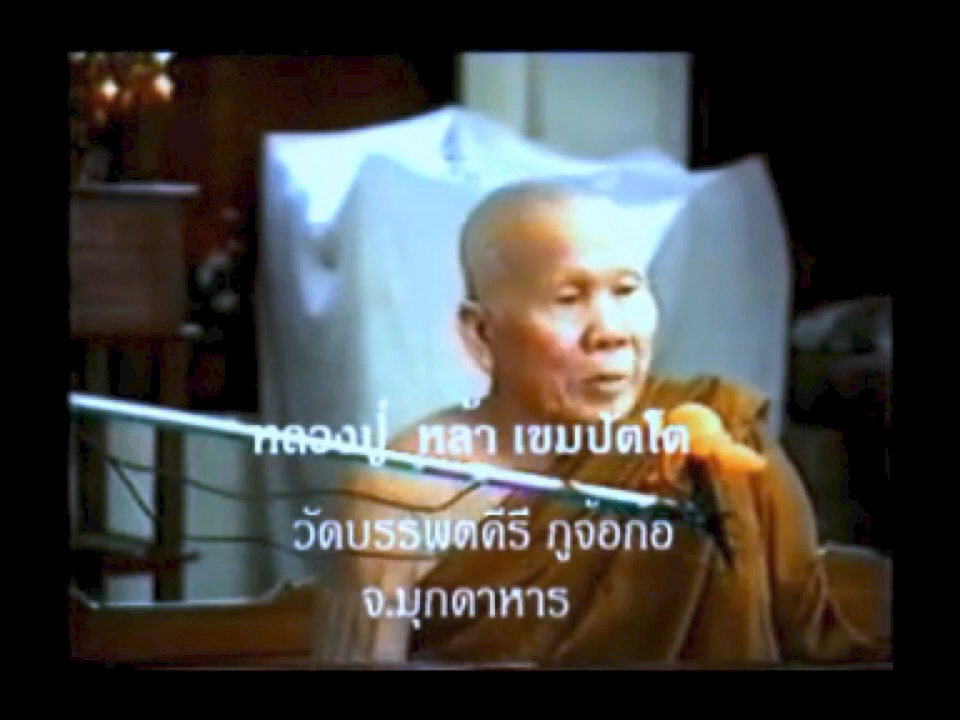 หลวงปู่ หล้า เขมปัตโต
วัดบรรพตคีรี ภูจ้อก้อ
จ.มุกดาหาร